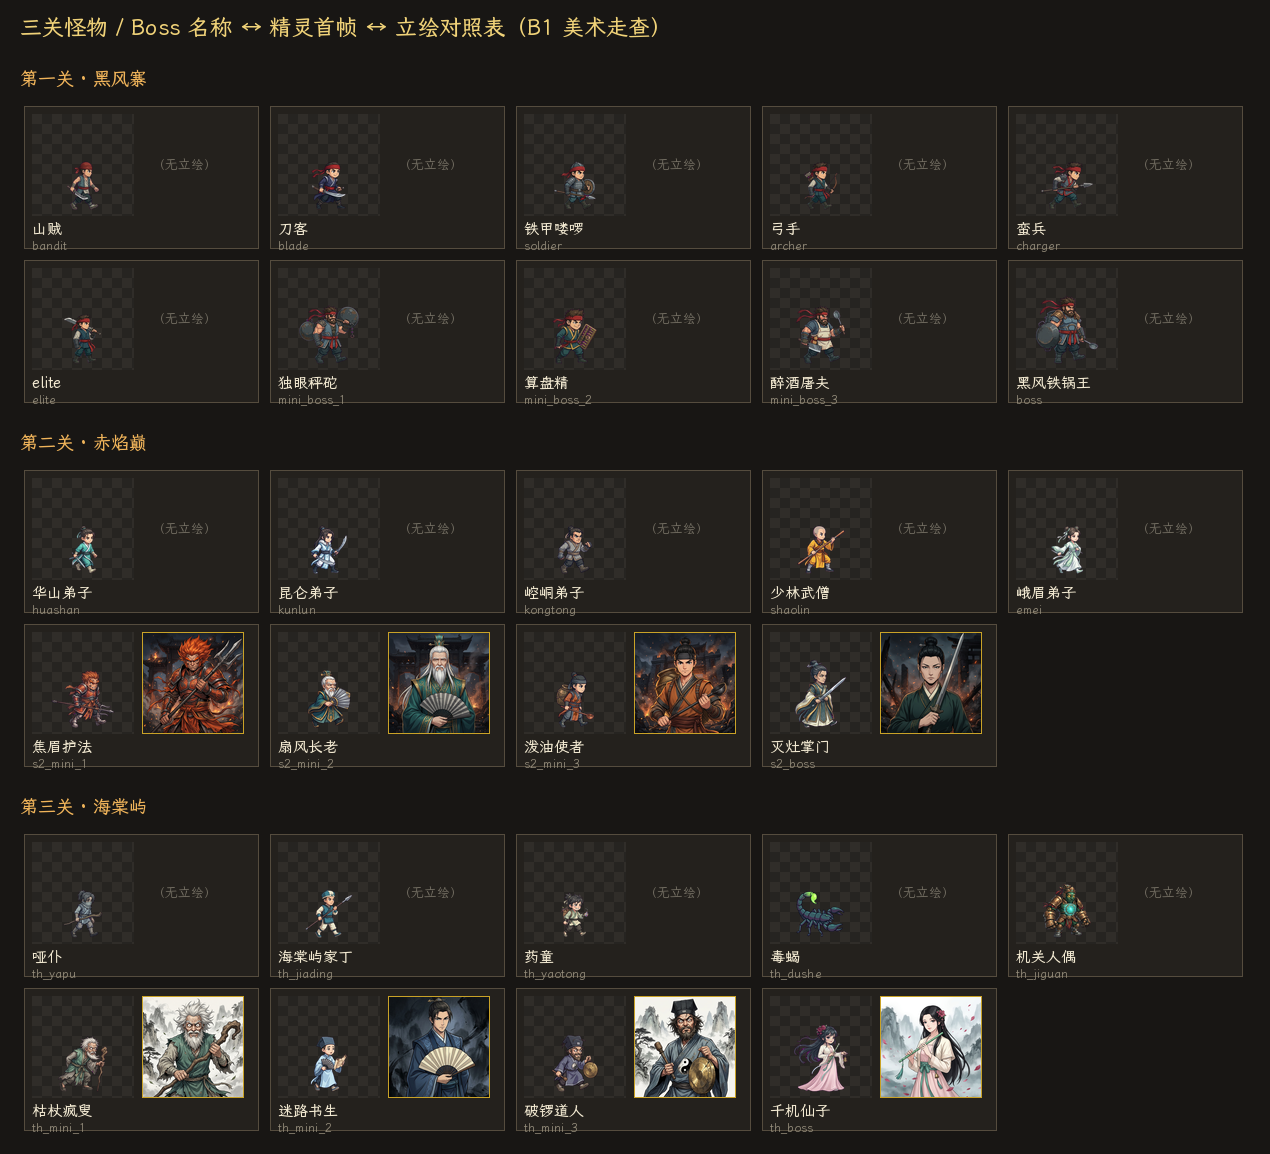 三关怪物 / Boss 名称 ↔ 精灵首帧 ↔ 立绘对照表（B1 美术走查）
第一关・黑风寨
（无立绘） （无立绘） （无立绘） （无立绘） （无立绘）
山贼 刀客 铁甲喽啰 弓手 蛮兵
bandit blade soldier archer charger
（无立绘） （无立绘） （无立绘） （无立绘） （无立绘）
elite 独眼秤砣 算盘精 醉酒屠夫 黑风铁锅王
elite mini_boss_1 mini_boss_2 mini_boss_3 boss
第二关・赤焰巅
（无立绘） （无立绘） （无立绘） （无立绘） （无立绘）
华山弟子 昆仑弟子 崆峒弟子 少林武僧 峨眉弟子
huashan kunlun kongtong shaolin emei
焦眉护法 扇风长老 泼油使者 灭灶掌门
s2_mini_1 s2_mini_2 s2_mini_3 s2_boss
第三关・海棠屿
（无立绘） （无立绘） （无立绘） （无立绘） （无立绘）
哑仆 海棠屿家丁 药童 毒蝎 机关人偶
th_yapu th_jiading th_yaotong th_dushe th_jiguan
枯杖疯叟 迷路书生 破锣道人 千机仙子
th_mini_1 th_mini_2 th_mini_3 th_boss